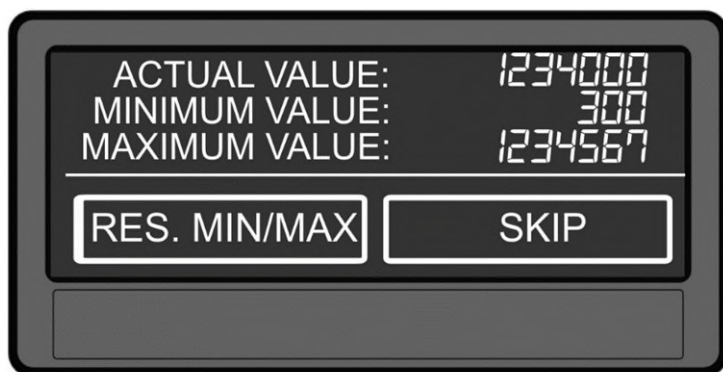 ACTUAL VALUE: 1234000
MINIMUM VALUE: 300
MAXIMUM VALUE: 1234567
RES. MIN/MAX SKIP